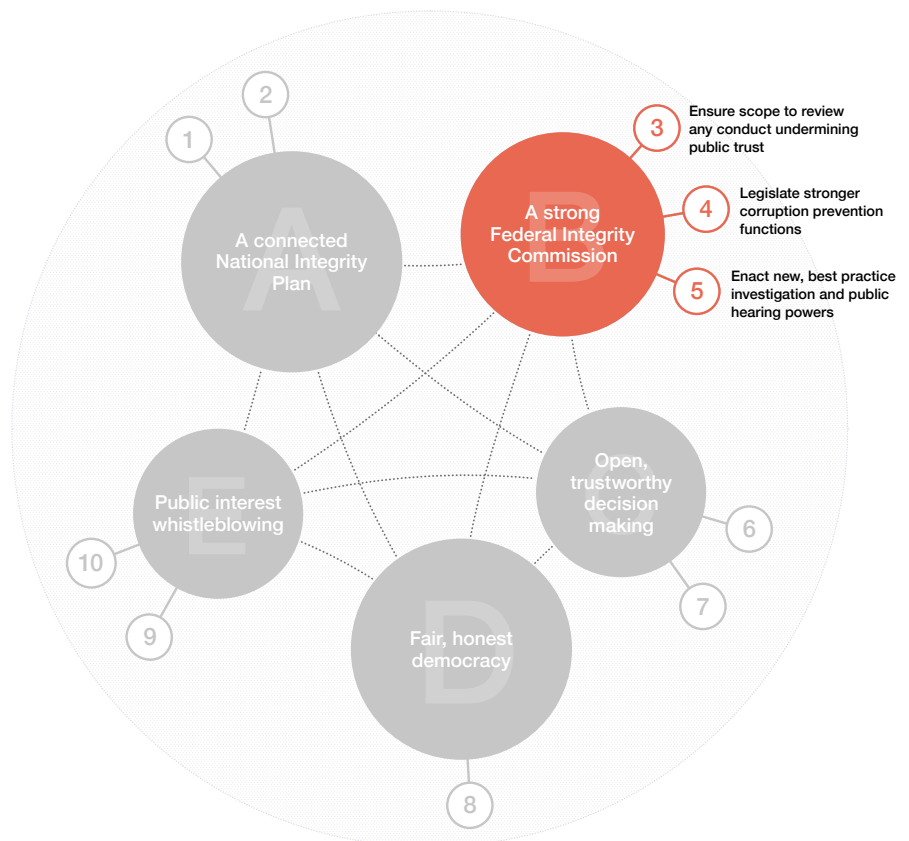 1
2
A
A connected
National Integrity
Plan
B
A strong
Federal Integrity
Commission
3
Ensure scope to review
any conduct undermining
public trust
4
Legislate stronger
corruption prevention
functions
5
Enact new, best practice
investigation and public
hearing powers
C
Open,
trustworthy
decision
making
6
7
D
Fair, honest
democracy
8
E
Public interest
whistleblowing
10
9